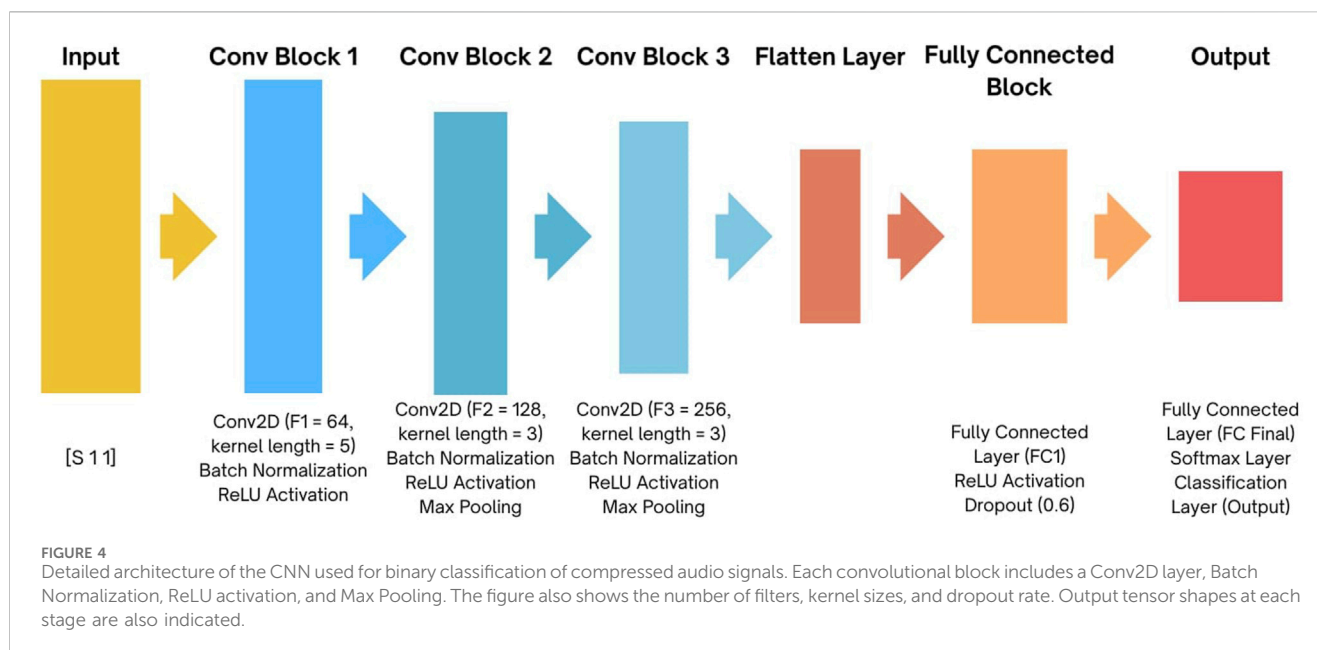 Input
Conv Block 1
Conv Block 2
Conv Block 3
Flatten Layer
Fully Connected
Block
Output
[S 1 1]
Conv2D (F1 = 64,
kernel length = 5)
Batch Normalization
ReLU Activation
Conv2D (F2 = 128,
kernel length = 3)
Batch Normalization
ReLU Activation
Max Pooling
Conv2D (F3 = 256,
kernel length = 3)
Batch Normalization
ReLU Activation
Max Pooling
Fully Connected
Layer (FC1)
ReLU Activation
Dropout (0.6)
Fully Connected
Layer (FC Final)
Softmax Layer
Classification
Layer (Output)
FIGURE 4
Detailed architecture of the CNN used for binary classification of compressed audio signals. Each convolutional block includes a Conv2D layer, Batch
Normalization, ReLU activation, and Max Pooling. The figure also shows the number of filters, kernel sizes, and dropout rate. Output tensor shapes at each
stage are also indicated.